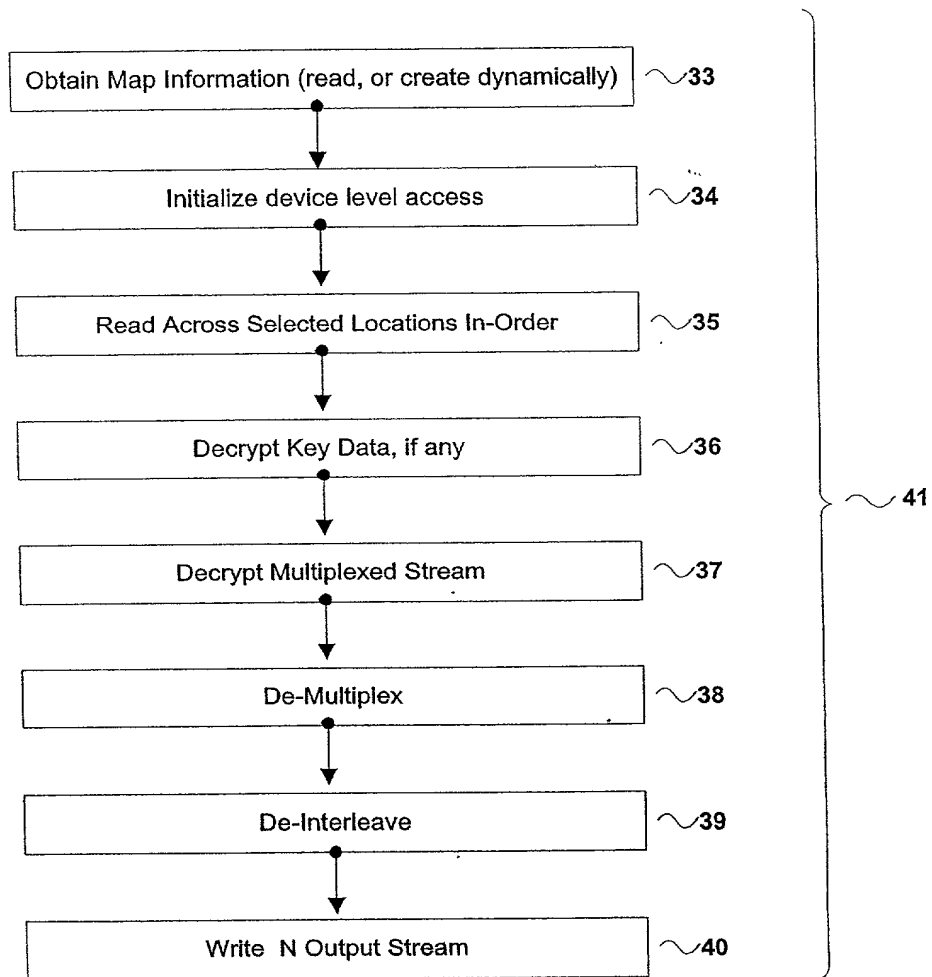 Obtain Map Information (read, or create dynamically) 33
Initialize device level access 34
Read Across Selected Locations In-Order 35
Decrypt Key Data, if any 36
41
Decrypt Multiplexed Stream 37
De-Multiplex 38
De-Interleave 39
Write N Output Stream 40